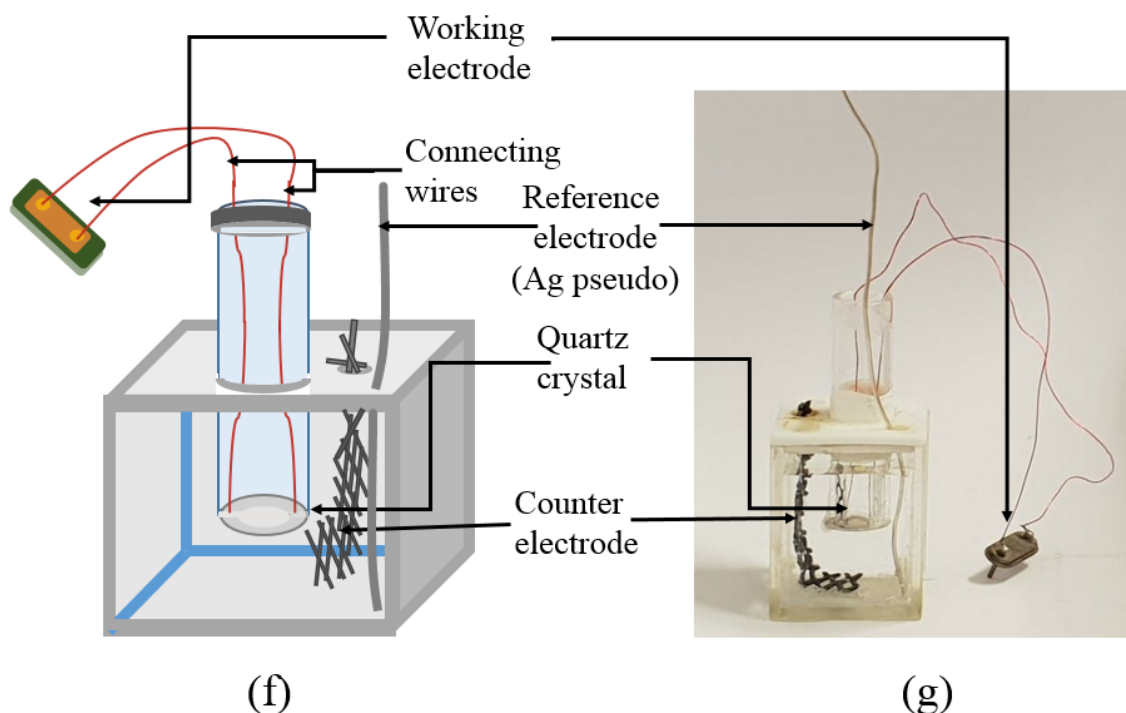 Working
electrode
Connecting
wires
Reference
electrode
(Ag pseudo)
Quartz
crystal
Counter
electrode
(f)
(g)